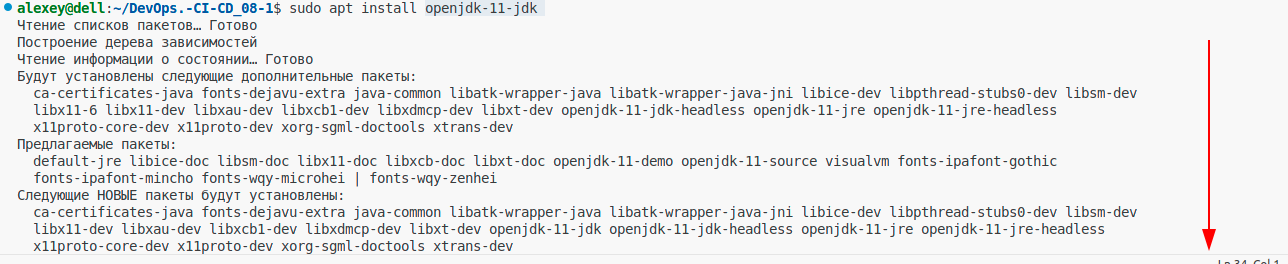 alexey@dell:~/DevOps.-CI-CD_08-1$ sudo apt install openjdk-11-jdk
Чтение списков пакетов… Готово
Построение дерева зависимостей
Чтение информации о состоянии… Готово
Будут установлены следующие дополнительные пакеты:
ca-certificates-java fonts-dejavu-extra java-common libatk-wrapper-java libatk-wrapper-java-jni libice-dev libpthread-stubs0-dev libsm-dev
libx11-6 libx11-dev libxau-dev libxcb1-dev libxdmcp-dev libxt-dev openjdk-11-jdk-headless openjdk-11-jre openjdk-11-jre-headless
x11proto-core-dev x11proto-dev xorg-sgml-doctools xtrans-dev
Предлагаемые пакеты:
default-jre libice-doc libsm-doc libx11-doc libxcb-doc libxt-doc openjdk-11-demo openjdk-11-source visualvm fonts-ipafont-gothic
fonts-ipafont-mincho fonts-wqy-microhei | fonts-wqy-zenhei
Следующие НОВЫЕ пакеты будут установлены:
ca-certificates-java fonts-dejavu-extra java-common libatk-wrapper-java libatk-wrapper-java-jni libice-dev libpthread-stubs0-dev libsm-dev
libx11-dev libxau-dev libxcb1-dev libxdmcp-dev libxt-dev openjdk-11-jdk openjdk-11-jdk-headless openjdk-11-jre openjdk-11-jre-headless
x11proto-core-dev x11proto-dev xorg-sgml-doctools xtrans-dev
Ln 34, Col 1